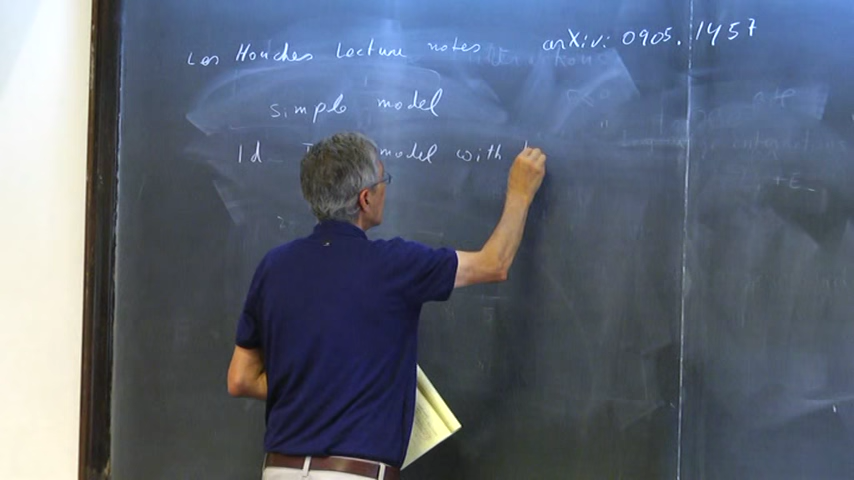 Les Houches Lecture notes arXiv: 0905.1457
simple model
1d model with